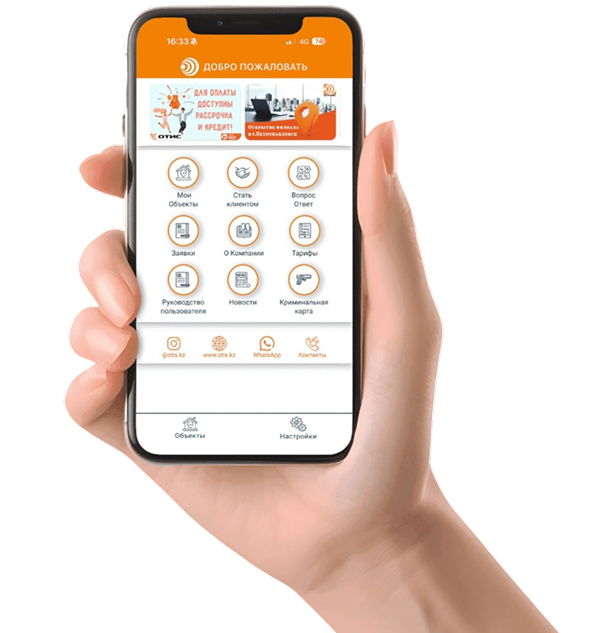 16:33
4G 74
ДОБРО ПОЖАЛОВАТЬ
ДЛЯ ОПЛАТЫ
ДОСТУПНЫ
РАССРОЧКА
И КРЕДИТ!
ОТИС
Открытие филиала
в г.Петропавловск
Мои
Объекты
Стать
клиентом
Вопрос
Ответ
Заявки
О Компании
Тарифы
Руководство
пользователя
Новости
Криминальная
карта
@otis.kz
www.otis.kz
WhatsApp
Контакты
Объекты
Настройки